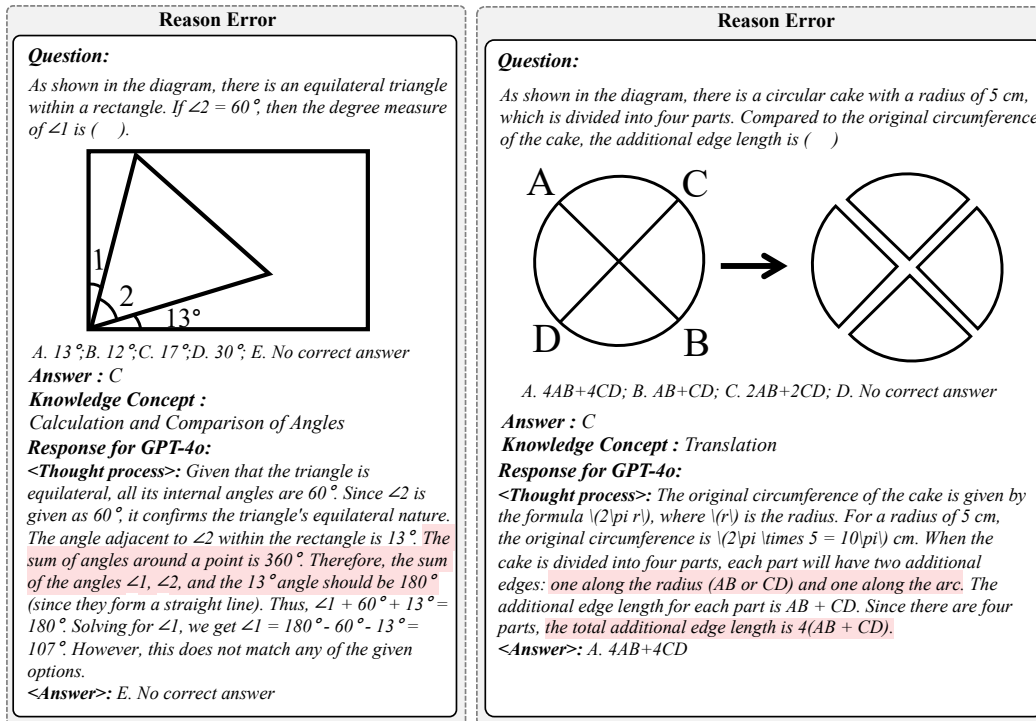 Reason Error
Question:
As shown in the diagram, there is an equilateral triangle
within a rectangle. If ∠2 = 60°, then the degree measure
of ∠1 is (    ).
1
2
13°
A. 13°;B. 12°;C. 17°;D. 30°; E. No correct answer
Answer : C
Knowledge Concept :
Calculation and Comparison of Angles
Response for GPT-4o:
<Thought process>: Given that the triangle is
equilateral, all its internal angles are 60°. Since ∠2 is
given as 60°, it confirms the triangle's equilateral nature.
The angle adjacent to ∠2 within the rectangle is 13°. The
sum of angles around a point is 360°. Therefore, the sum
of the angles ∠1, ∠2, and the 13° angle should be 180°
(since they form a straight line). Thus, ∠1 + 60° + 13° =
180°. Solving for ∠1, we get ∠1 = 180° - 60° - 13° =
107°. However, this does not match any of the given
options.
<Answer>: E. No correct answer
Reason Error
Question:
As shown in the diagram, there is a circular cake with a radius of 5 cm,
which is divided into four parts. Compared to the original circumference
of the cake, the additional edge length is (    )
A
C
D
B
A. 4AB+4CD; B. AB+CD; C. 2AB+2CD; D. No correct answer
Answer : C
Knowledge Concept : Translation
Response for GPT-4o:
<Thought process>: The original circumference of the cake is given by
the formula \(2\pi r\), where \(r\) is the radius. For a radius of 5 cm,
the original circumference is \(2\pi \times 5 = 10\pi\) cm. When the
cake is divided into four parts, each part will have two additional
edges: one along the radius (AB or CD) and one along the arc. The
additional edge length for each part is AB + CD. Since there are four
parts, the total additional edge length is 4(AB + CD).
<Answer>: A. 4AB+4CD